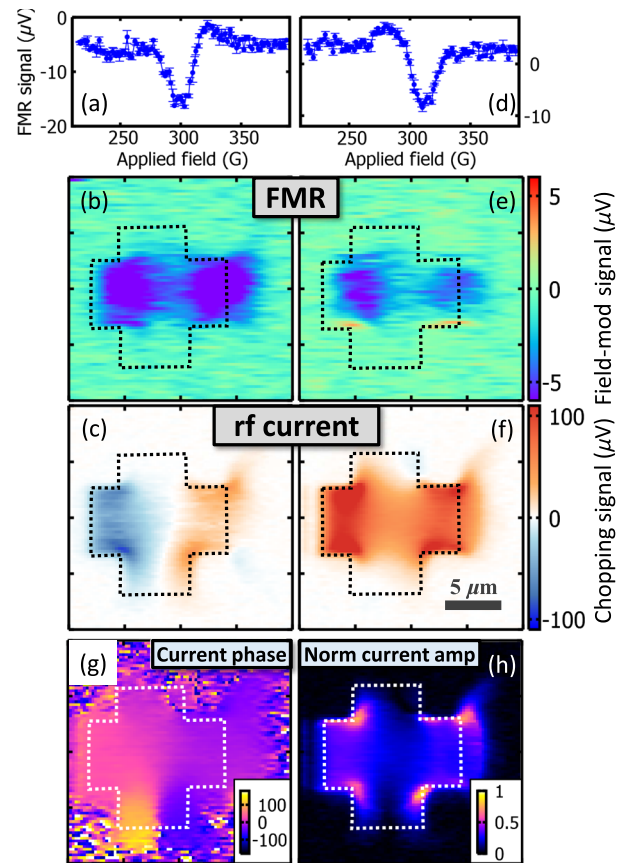 FMR signal (µV)
0
-10
-20
(a)
250
300
350
Applied field (G)
(d)
0
-10
250
300
350
Applied field (G)
(b)
FMR
(e)
5
0
-5
Field-mod signal (µV)
(c)
rf current
(f)
5 µm
100
0
-100
Chopping signal (µV)
(g)
Current phase
100
0
-100
Norm current amp
(h)
1
0.5
0